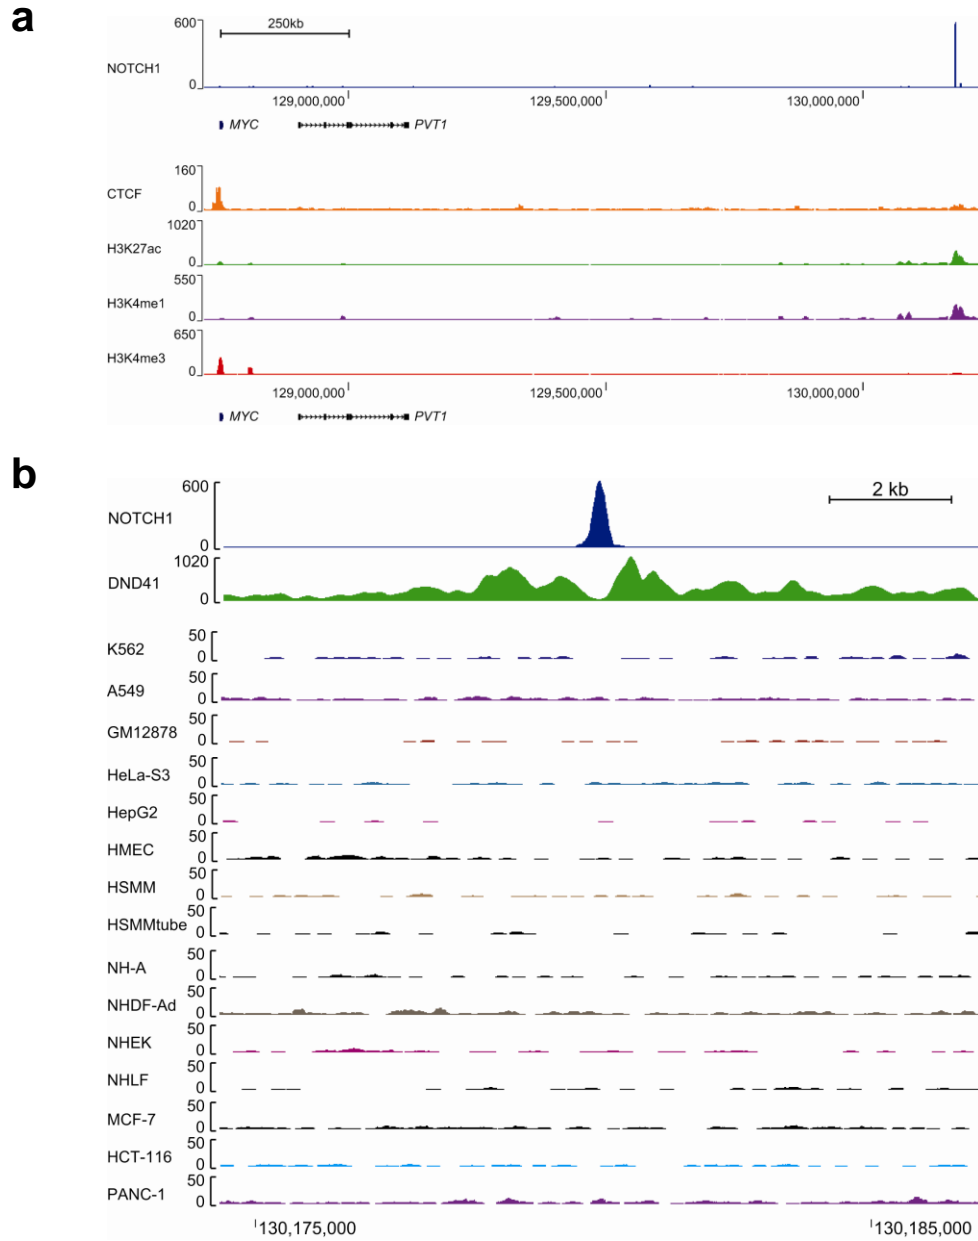 a
600
250kb
NOTCH1
0
129,000,000
129,500,000
130,000,000
MYC
PVT1
160
CTCF
0
1020
H3K27ac
0
550
H3K4me1
0
650
H3K4me3
0
129,000,000
129,500,000
130,000,000
MYC
PVT1
b
600
2 kb
NOTCH1
0
1020
DND41
0
50
K562
0
50
A549
0
50
GM12878
0
50
HeLa-S3
0
50
HepG2
0
50
HMEC
0
50
HSMM
0
50
HSMMtube
0
50
NH-A
0
50
NHDF-Ad
0
50
NHEK
0
50
NHLF
0
50
MCF-7
0
50
HCT-116
0
50
PANC-1
0
130,175,000
130,185,000